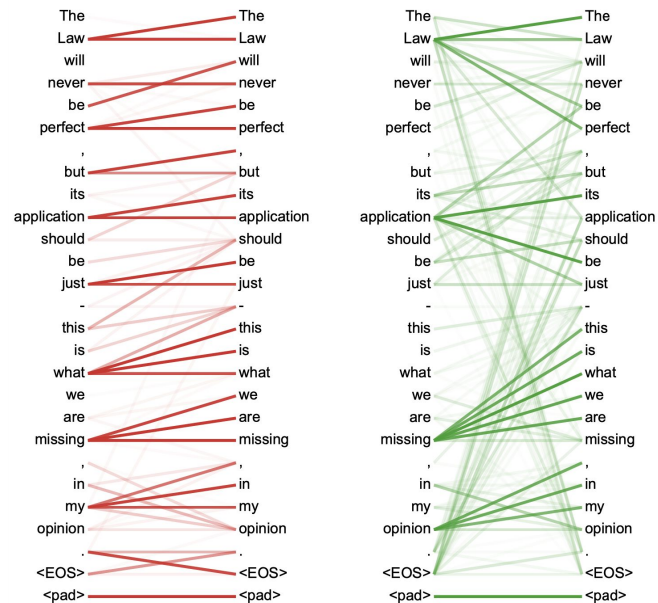 The The The The
Law Law Law Law
will will will will
never never never never
be be be be
perfect perfect perfect perfect
, , , ,
but but but but
its its its its
application application application application
should should should should
be be be be
just just just just
- - - -
this this this this
is is is is
what what what what
we we we we
are are are are
missing missing missing missing
, , , ,
in in in in
my my my my
opinion opinion opinion opinion
. . . .
<EOS> <EOS> <EOS> <EOS>
<pad> <pad> <pad> <pad>